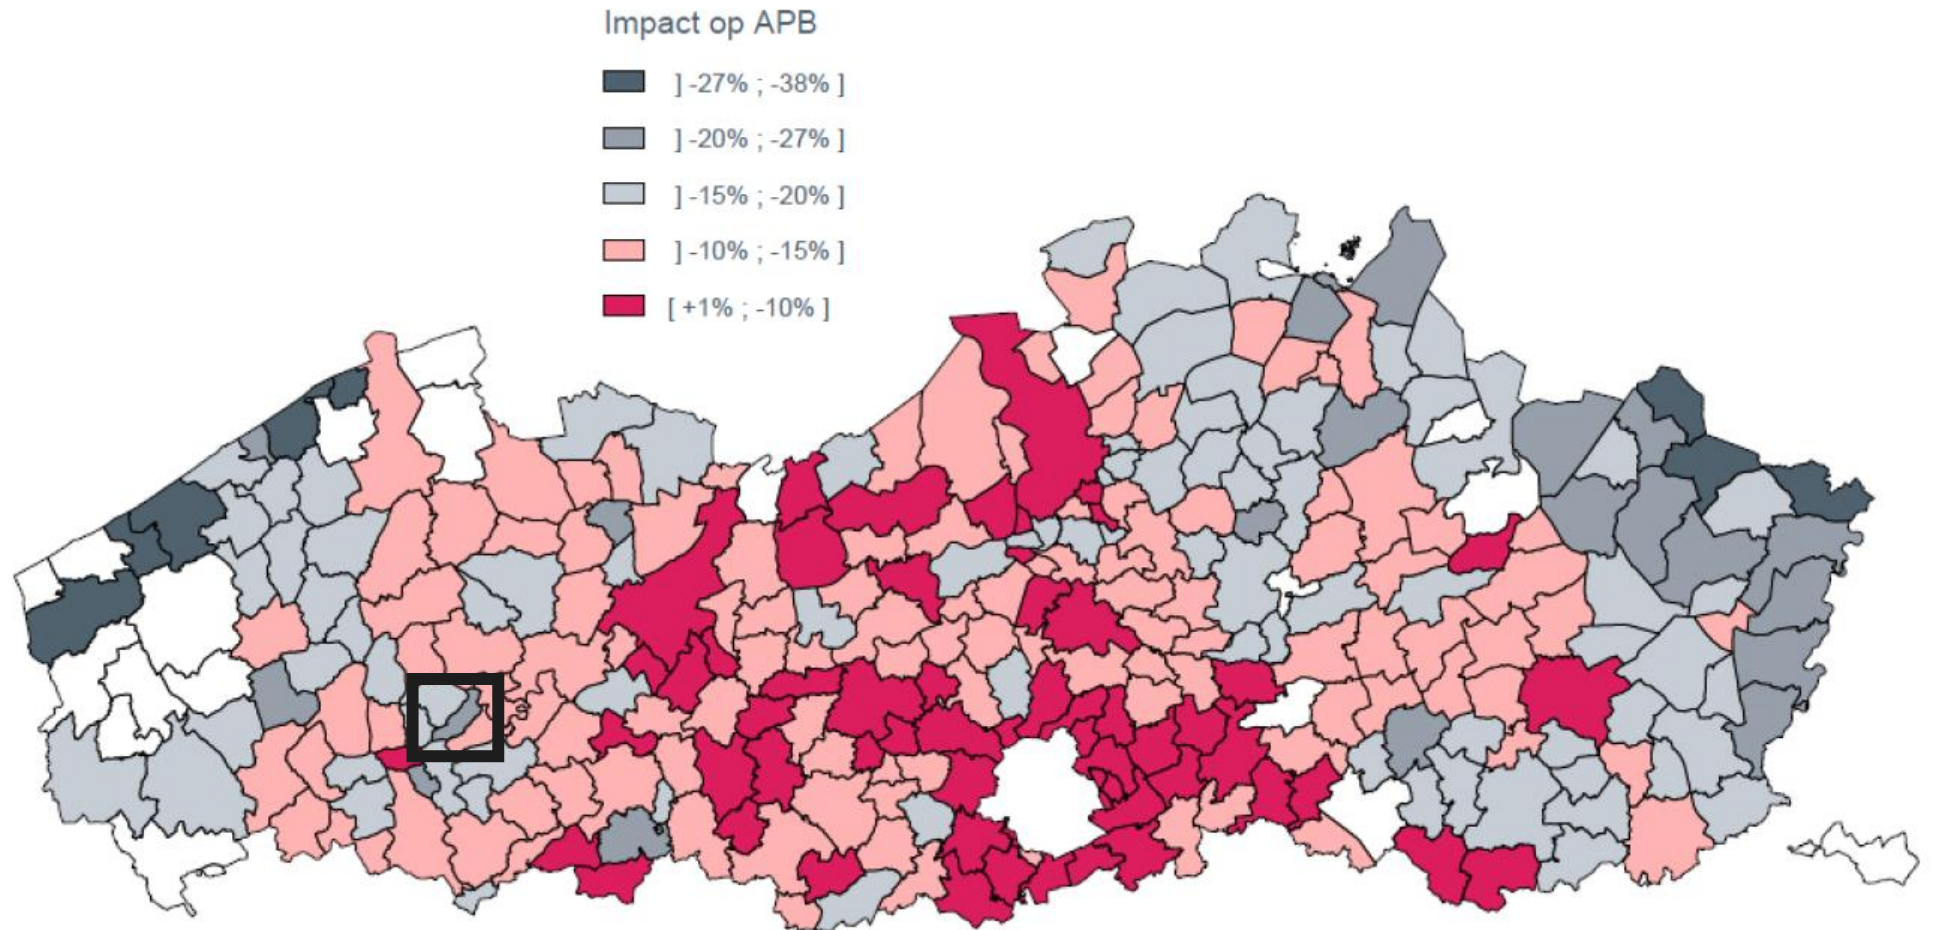 Impact op APB
] -27% ; -38% ]
] -20% ; -27% ]
] -15% ; -20% ]
] -10% ; -15% ]
[ +1% ; -10% ]